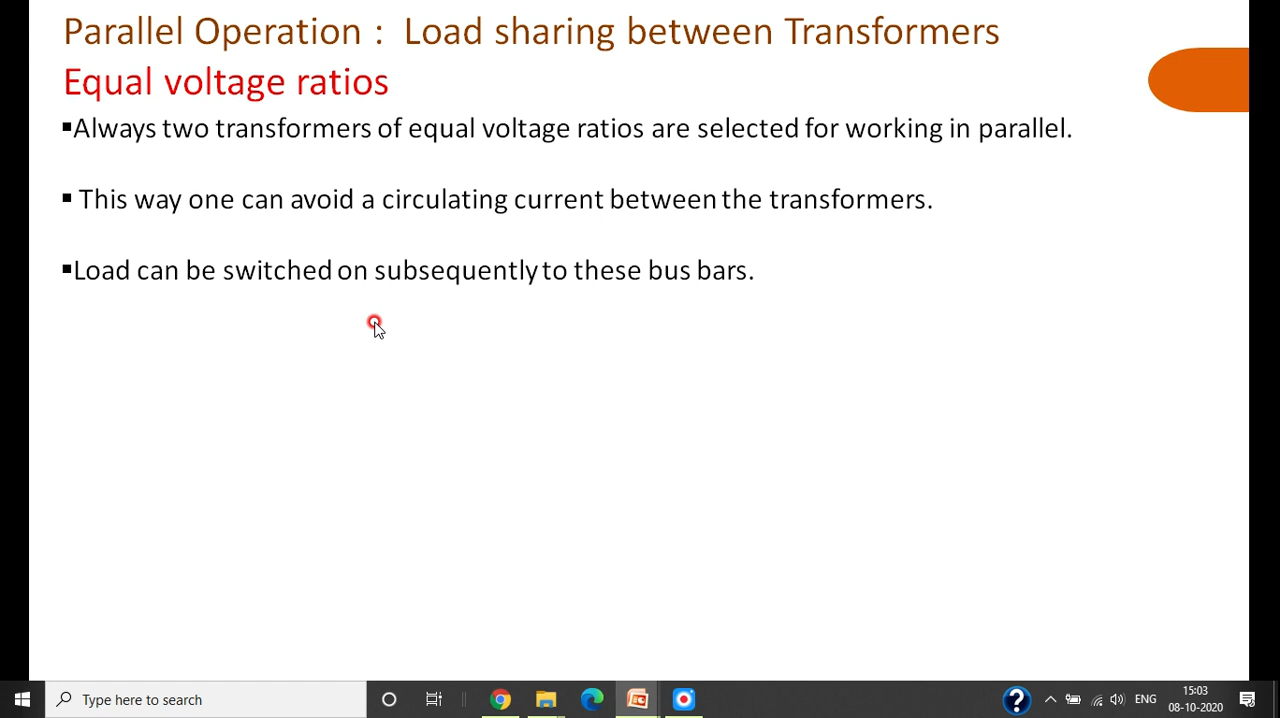 Parallel Operation : Load sharing between Transformers
Equal voltage ratios
▪Always two transformers of equal voltage ratios are selected for working in parallel.
▪ This way one can avoid a circulating current between the transformers.
▪Load can be switched on subsequently to these bus bars.
Type here to search
ENG
15:03
08-10-2020